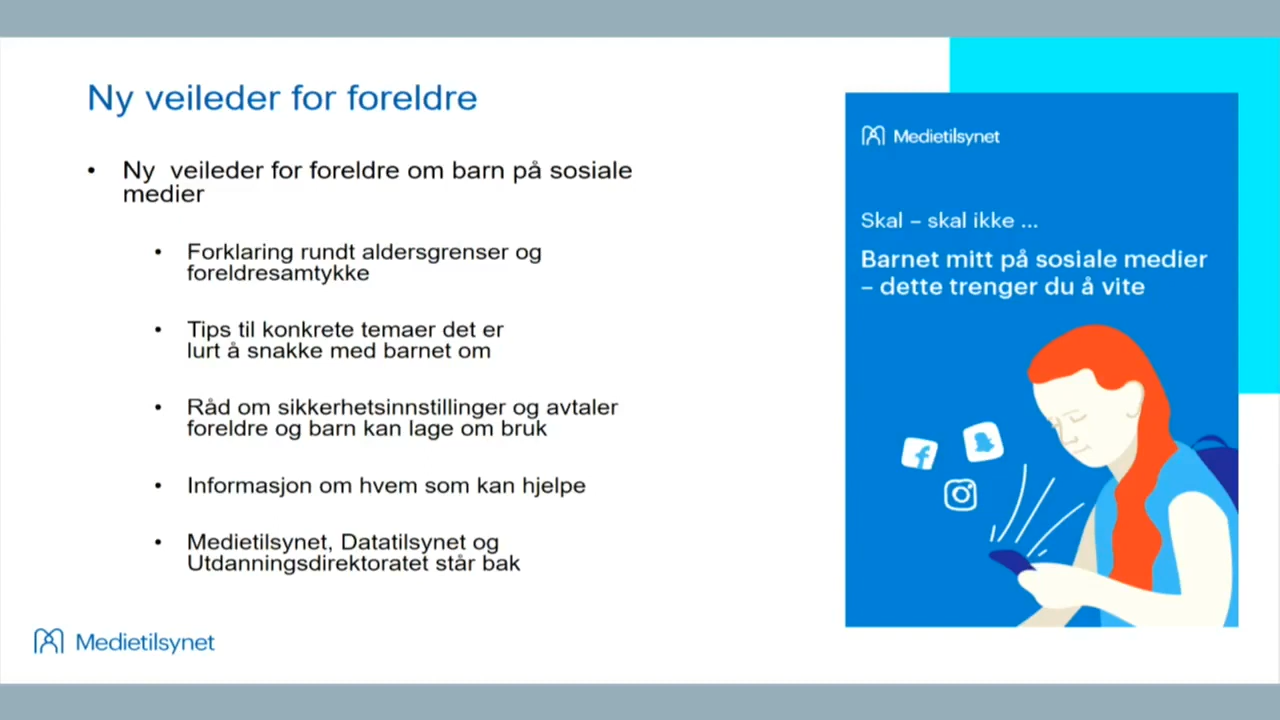 Ny veileder for foreldre
• Ny  veileder for foreldre om barn på sosiale
medier
• Forklaring rundt aldersgrenser og
foreldresamtykke
• Tips til konkrete temaer det er
lurt å snakke med barnet om
• Råd om sikkerhetsinnstillinger og avtaler
foreldre og barn kan lage om bruk
• Informasjon om hvem som kan hjelpe
• Medietilsynet, Datatilsynet og
Utdanningsdirektoratet står bak
Medietilsynet
Medietilsynet
Skal – skal ikke ...
Barnet mitt på sosiale medier
– dette trenger du å vite